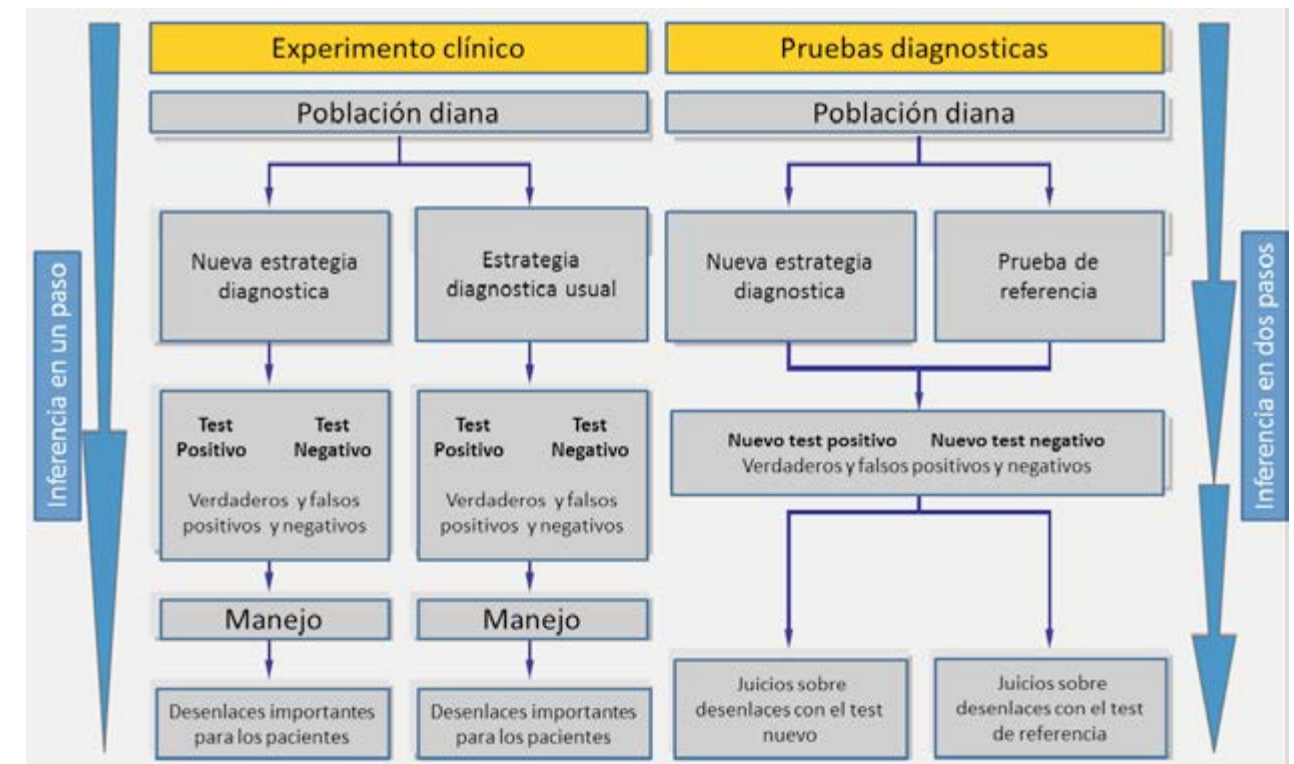 Experimento clínico
Pruebas diagnosticas
Población diana
Población diana
Inferencia en un paso
Nueva estrategia
diagnostica
Estrategia
diagnostica usual
Nueva estrategia
diagnostica
Prueba de
referencia
Inferencia en dos pasos
Test
Positivo
Test
Negativo
Verdaderos y falsos
positivos y negativos
Test
Positivo
Test
Negativo
Verdaderos y falsos
positivos y negativos
Nuevo test positivo Nuevo test negativo
Verdaderos y falsos positivos y negativos
Manejo
Manejo
Desenlaces importantes
para los pacientes
Desenlaces importantes
para los pacientes
Juicios sobre
desenlaces con el test
nuevo
Juicios sobre
desenlaces con el test
de referencia